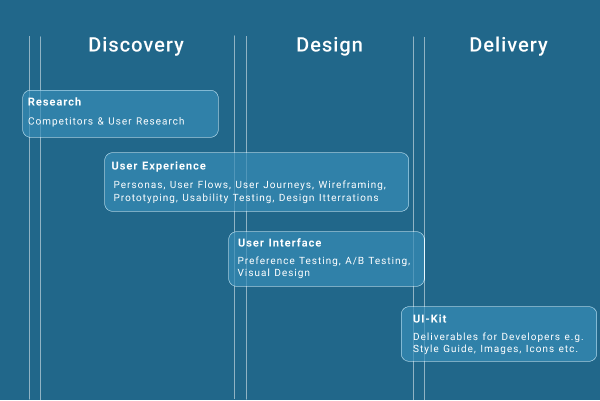 Discovery
Design
Delivery
Research
Competitors & User Research
User Experience
Personas, User Flows, User Journeys, Wireframing,
Prototyping, Usability Testing, Design Itterrations
User Interface
Preference Testing, A/B Testing,
Visual Design
UI-Kit
Deliverables for Developers e.g.
Style Guide, Images, Icons etc.